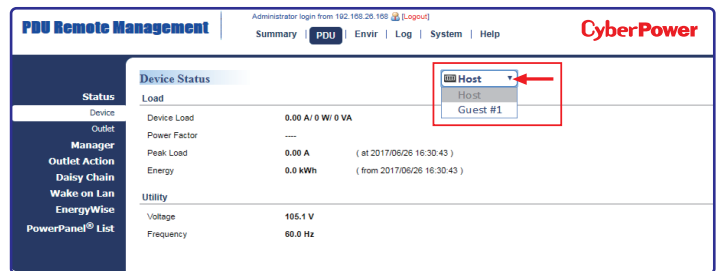 PDU Remote Management
Administrator login from 192.168.26.168 [Logout]
Summary | PDU | Envir | Log | System | Help
CyberPower
Status
Device
Outlet
Manager
Outlet Action
Daisy Chain
Wake on Lan
EnergyWise
PowerPanel® List
Device Status
Host
Host
Guest #1
Load
Device Load 0.00 A/ 0 W/ 0 VA
Power Factor ----
Peak Load 0.00 A ( at 2017/06/26 16:30:43 )
Energy 0.0 kWh ( from 2017/06/26 16:30:43 )
Utility
Voltage 105.1 V
Frequency 60.0 Hz